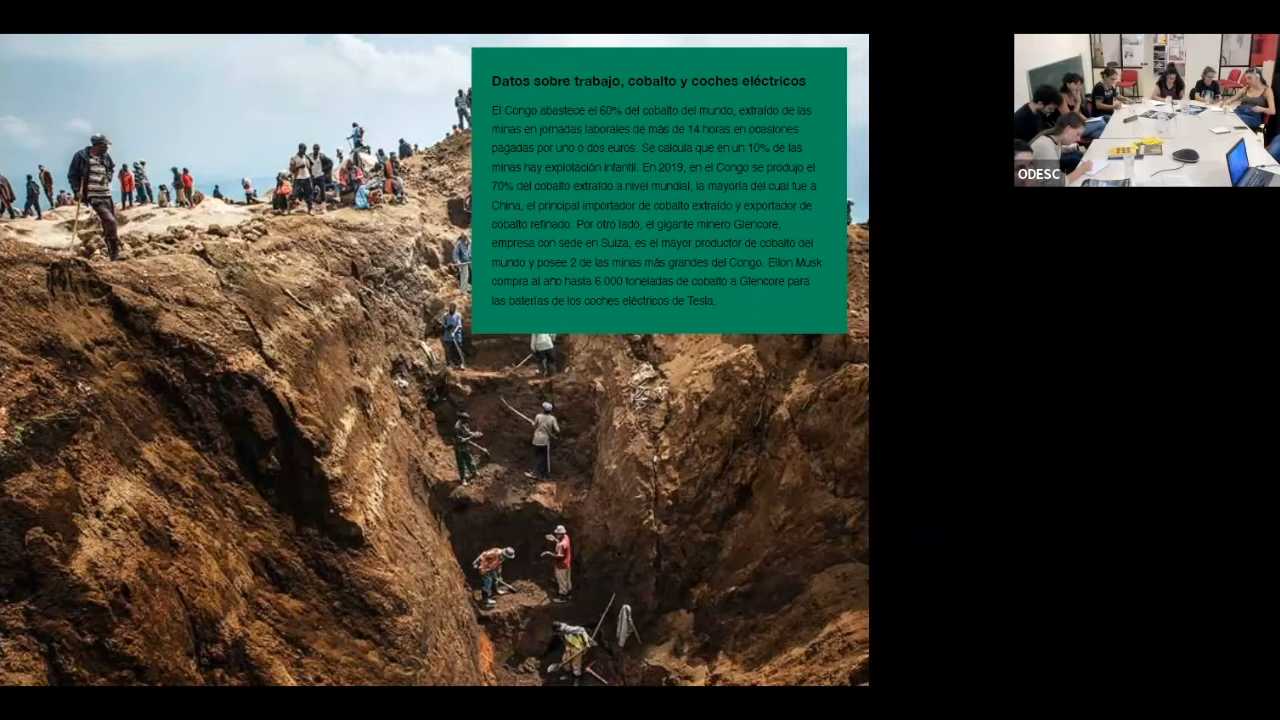 Datos sobre trabajo, cobalto y coches eléctricos
El Congo abastece el 60% del cobalto del mundo, extraído de las
minas en jornadas laborales de más de 14 horas en ocasiones
pagadas por uno o dos euros. Se calcula que en un 10% de las
minas hay explotación infantil. En 2019, en el Congo se produjo el
70% del cobalto extraído a nivel mundial, la mayoría del cual fue a
China, el principal importador de cobalto extraído y exportador de
cobalto refinado. Por otro lado, el gigante minero Glencore,
empresa con sede en Suiza, es el mayor productor de cobalto del
mundo y posee 2 de las minas más grandes del Congo. Ellon Musk
compra al año hasta 6.000 toneladas de cobalto a Glencore para
las baterías de los coches eléctricos de Tesla.
ODESC